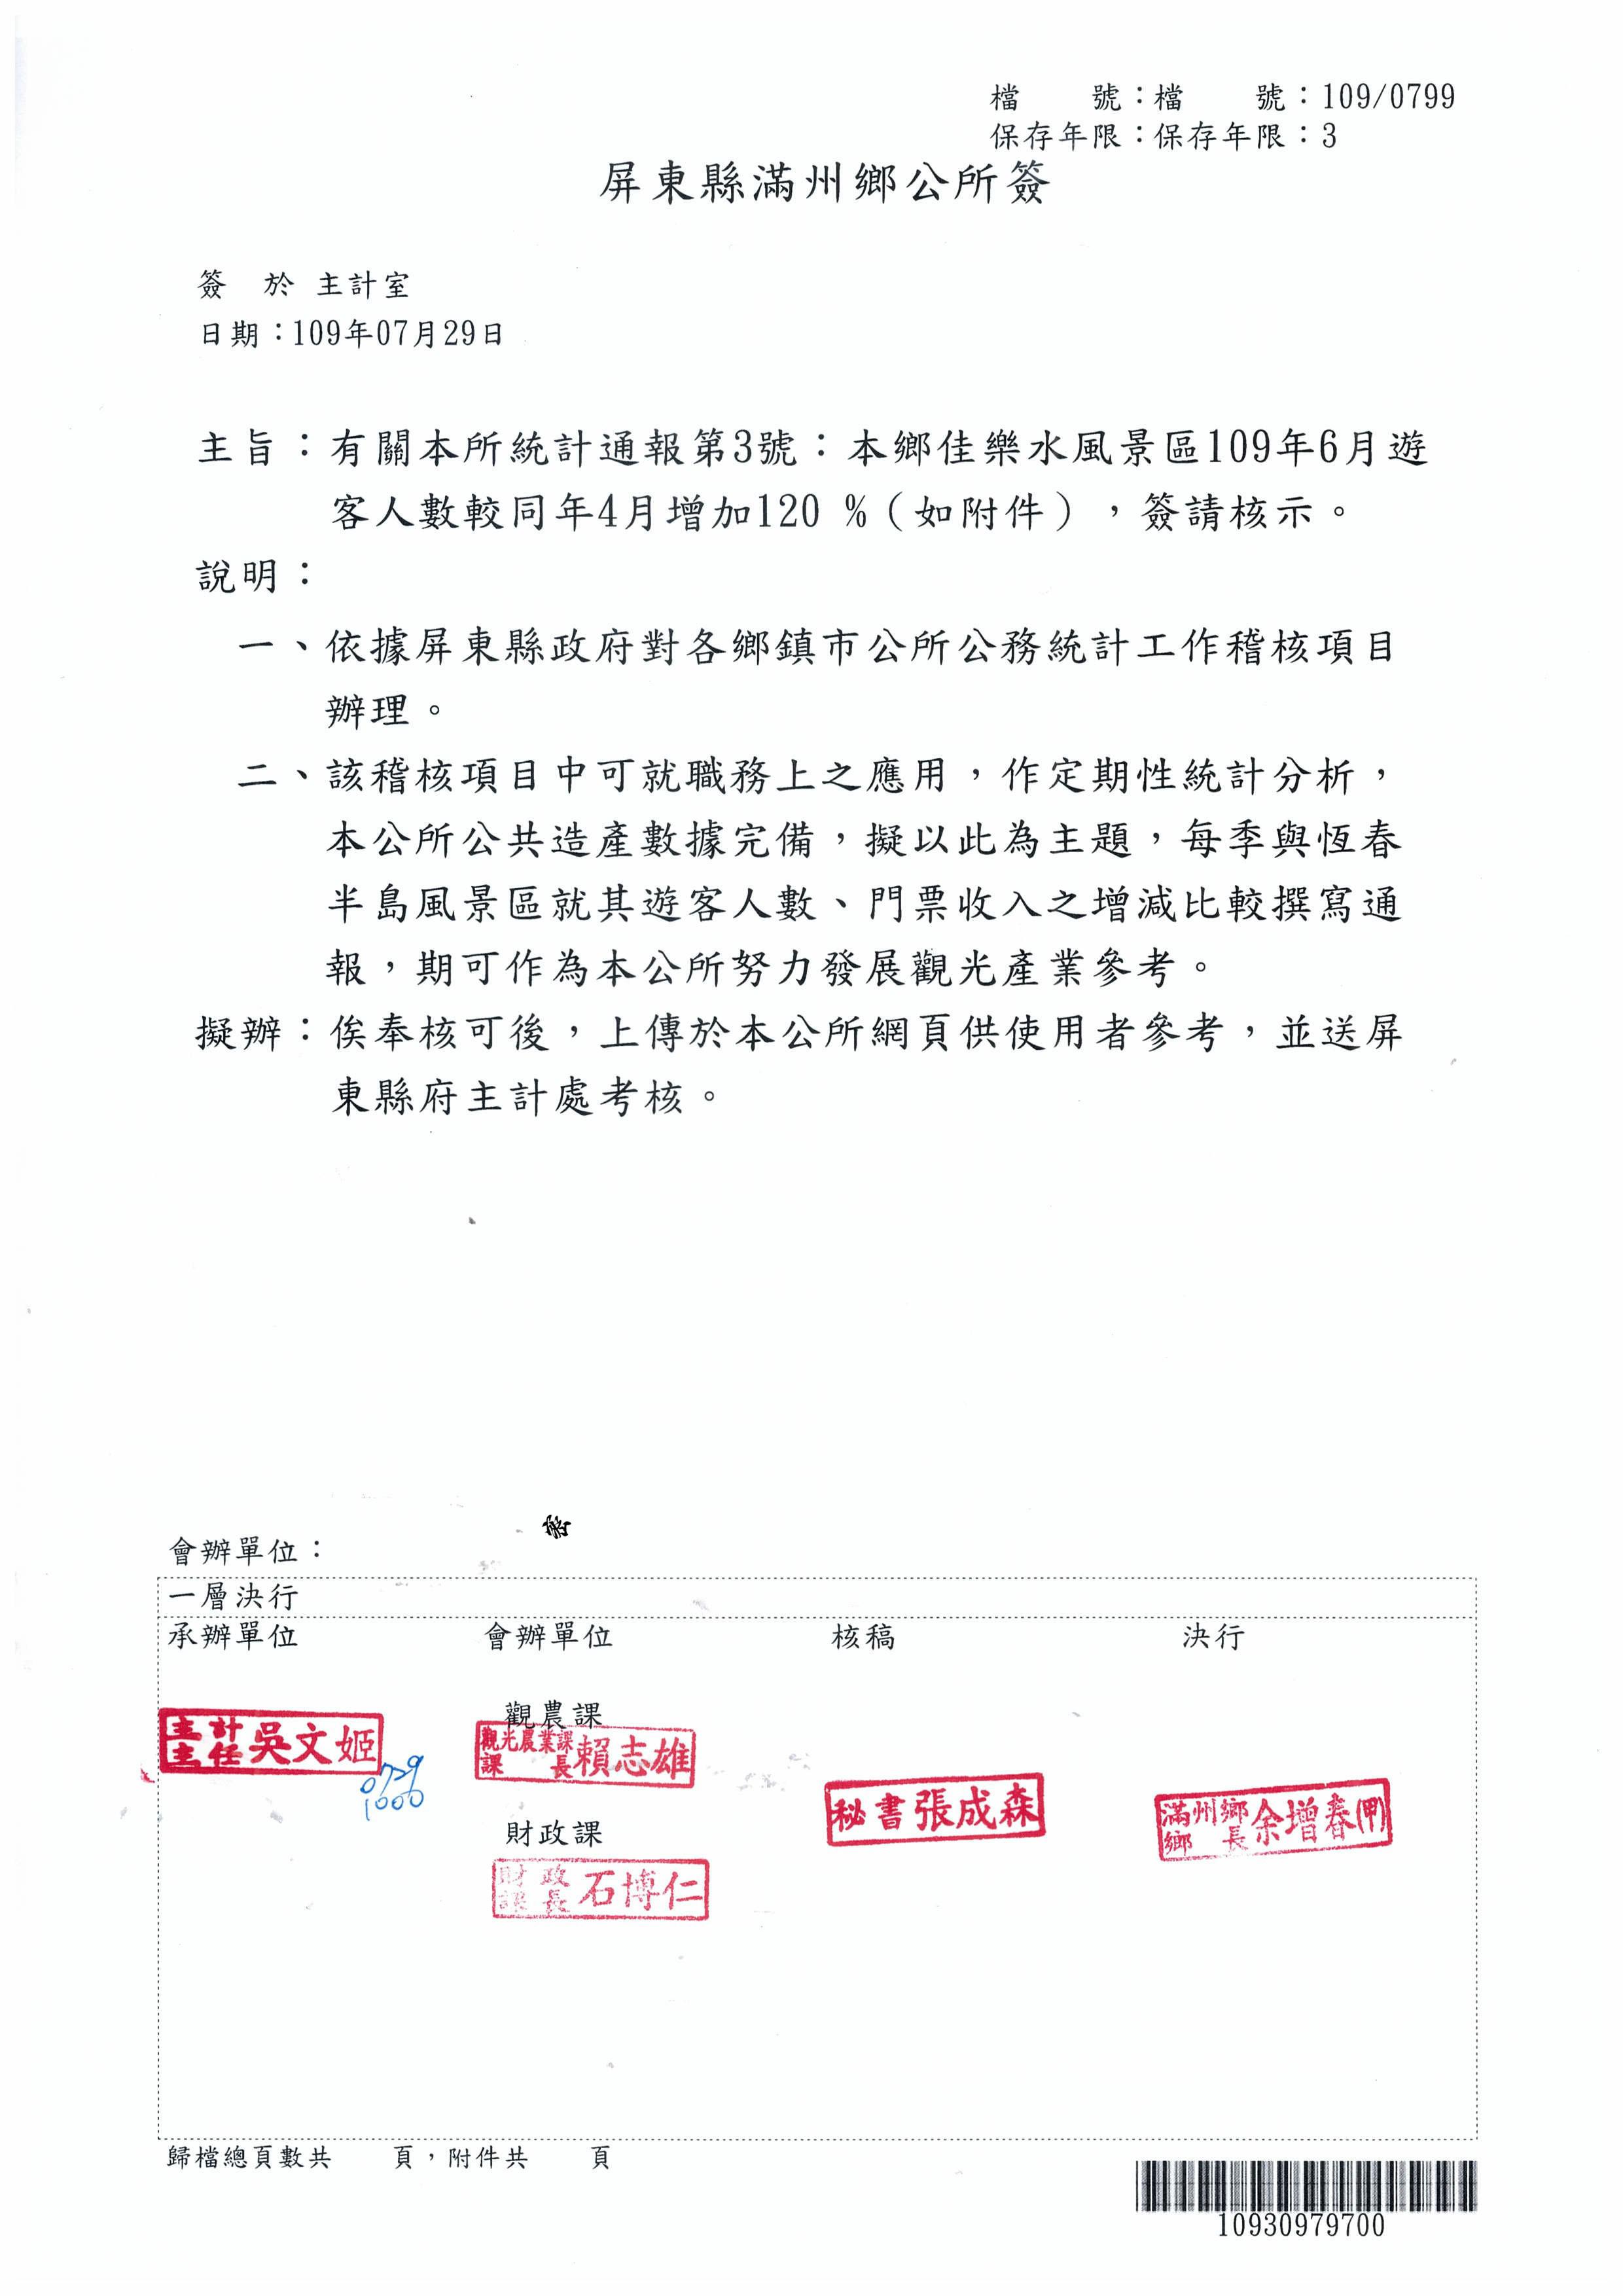 檔　　號：檔　　號：109/0799
保存年限：保存年限：3
屏東縣滿州鄉公所簽
簽　於 主計室
日期：109年07月29日
主旨：有關本所統計通報第3號：本鄉佳樂水風景區109年6月遊
客人數較同年4月增加120 %（如附件），簽請核示。
說明：
一、依據屏東縣政府對各鄉鎮市公所公務統計工作稽核項目
辦理。
二、該稽核項目中可就職務上之應用，作定期性統計分析，
本公所公共造產數據完備，擬以此為主題，每季與恆春
半島風景區就其遊客人數、門票收入之增減比較撰寫通
報，期可作為本公所努力發展觀光產業參考。
擬辦：俟奉核可後，上傳於本公所網頁供使用者參考，並送屏
東縣府主計處考核。
會辦單位：
一層決行
承辦單位　會辦單位　核稿　決行
觀農課
主計主任 吳文姬
觀光農業課課長 賴志雄
0729
1000
秘書 張成森
滿州鄉鄉長 余增春(甲)
財政課
財政課長 石博仁
歸檔總頁數共　　頁，附件共　　頁
10930979700